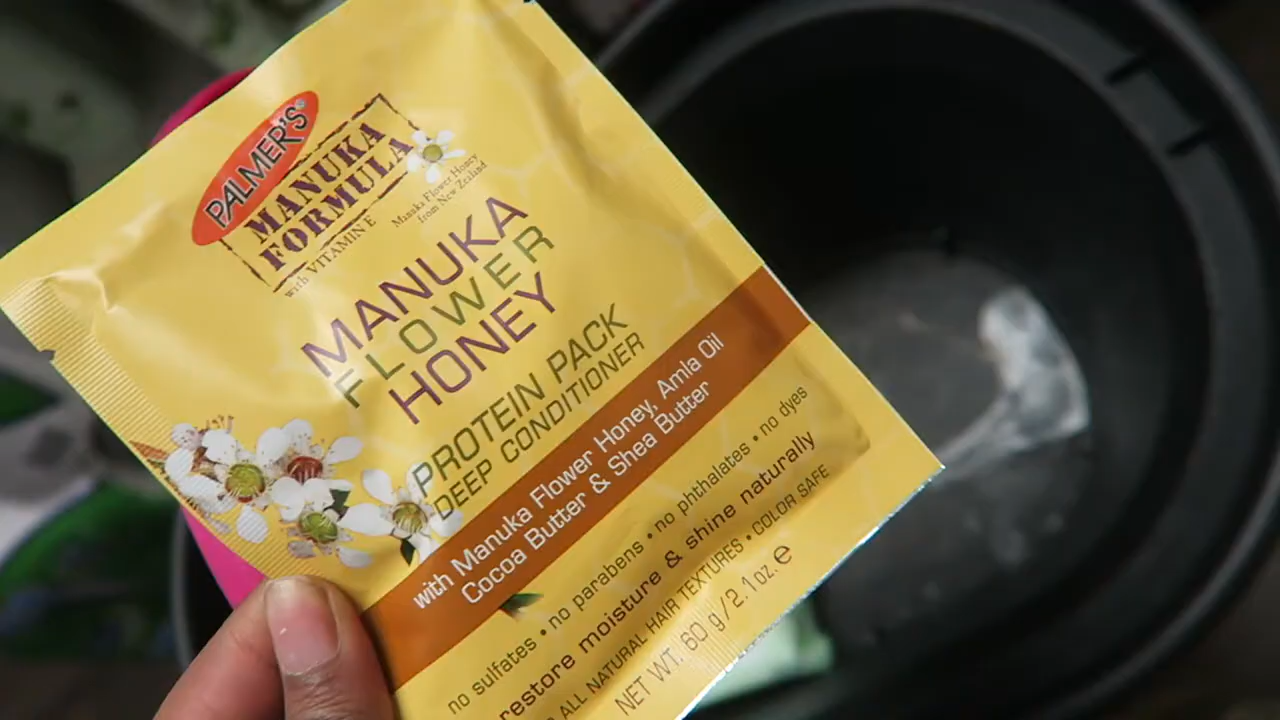 PALMER'S®
MANUKA
FORMULA
with VITAMIN E
Manuka Flower Honey
from New Zealand
MANUKA
FLOWER
HONEY
PROTEIN PACK
DEEP CONDITIONER
with Manuka Flower Honey, Amla Oil
Cocoa Butter & Shea Butter
no sulfates • no parabens • no phthalates • no dyes
restore moisture & shine naturally
ALL NATURAL HAIR TEXTURES • COLOR SAFE
NET WT. 60 g/2.1oz. e